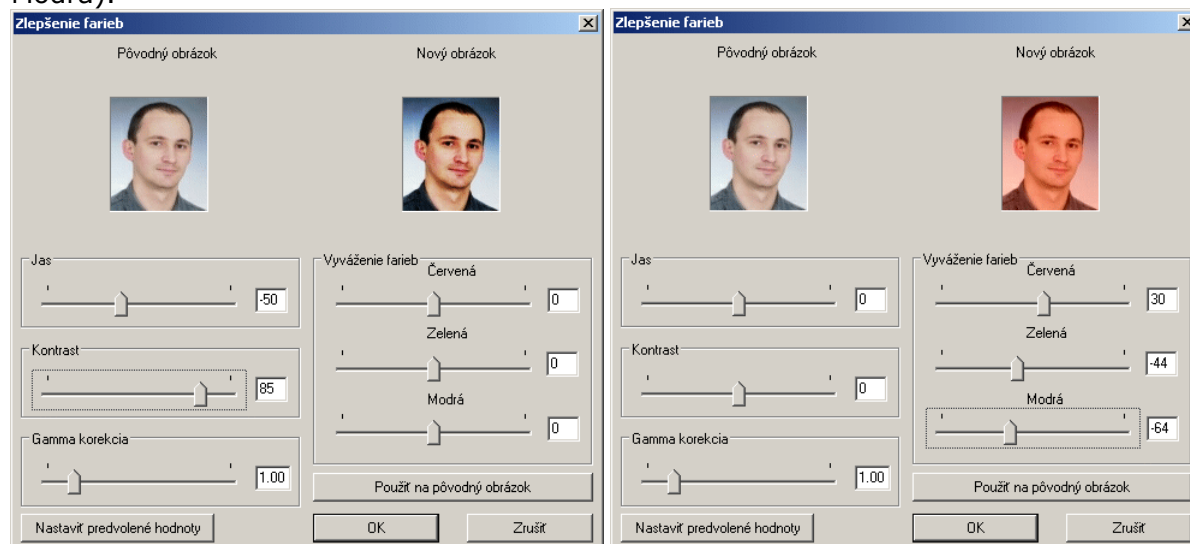 Modrá).
Zlepšenie farieb
Pôvodný obrázok
Nový obrázok
Jas
-50
Kontrast
85
Gamma korekcia
1.00
Vyváženie farieb
Červená
0
Zelená
0
Modrá
0
Použiť na pôvodný obrázok
Nastaviť predvolené hodnoty
OK
Zrušiť
Zlepšenie farieb
Pôvodný obrázok
Nový obrázok
Jas
0
Kontrast
0
Gamma korekcia
1.00
Vyváženie farieb
Červená
30
Zelená
-44
Modrá
-64
Použiť na pôvodný obrázok
Nastaviť predvolené hodnoty
OK
Zrušiť